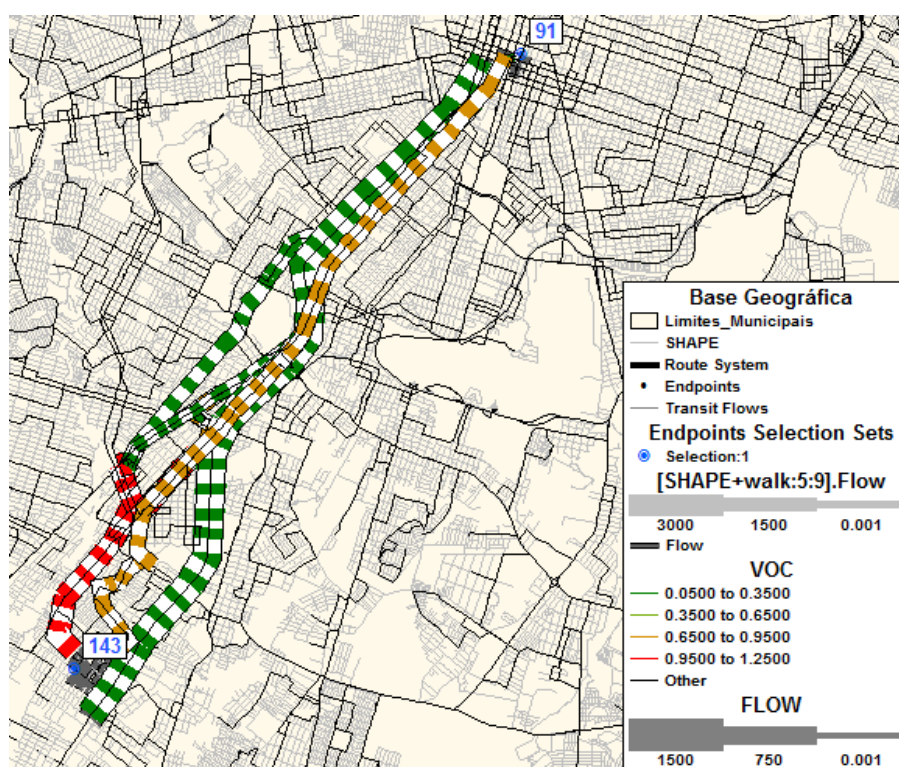 91
143
Base Geográfica
Limites_Municipais
SHAPE
Route System
Endpoints
Transit Flows
Endpoints Selection Sets
Selection:1
[SHAPE+walk:5:9].Flow
3000 1500 0.001
Flow
VOC
0.0500 to 0.3500
0.3500 to 0.6500
0.6500 to 0.9500
0.9500 to 1.2500
Other
FLOW
1500 750 0.001